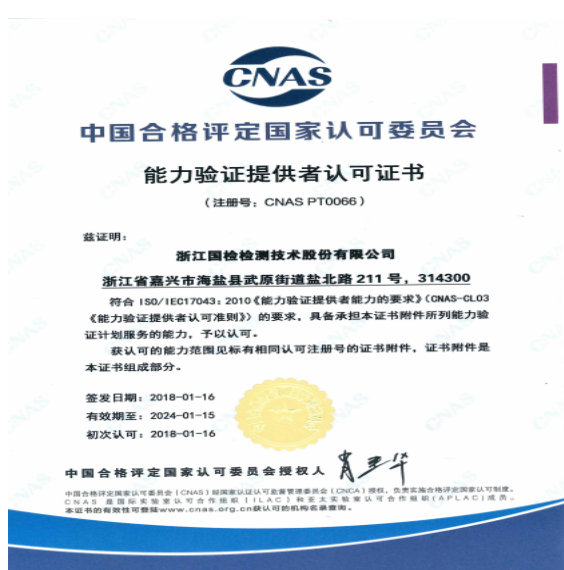 CNAS
中国合格评定国家认可委员会
能力验证提供者认可证书
（注册号：CNAS PT0066）
兹证明：
浙江国检检测技术股份有限公司
浙江省嘉兴市海盐县武原街道盐北路 211 号，314300
符合 ISO/IEC17043：2010《能力验证提供者能力的要求》（CNAS-CL03
《能力验证提供者认可准则》）的要求，具备承担本证书附件所列能力验
证计划服务的能力，予以认可。
获认可的能力范围见标有相同认可注册号的证书附件，证书附件是
本证书组成部分。
签发日期：2018-01-16
有效期至：2024-01-15
初次认可：2018-01-16
中国合格评定国家认可委员会授权人
中国合格评定国家认可委员会（CNAS）经国家认证认可监督管理委员会（CNCA）授权，负责实施合格评定国家认可制度。
CNAS 是国际实验室认可合作组织（ILAC）和亚太实验室认可合作组织（APLAC）成员。
本证书的有效性可登陆www.cnas.org.cn获认可的机构名录查询。